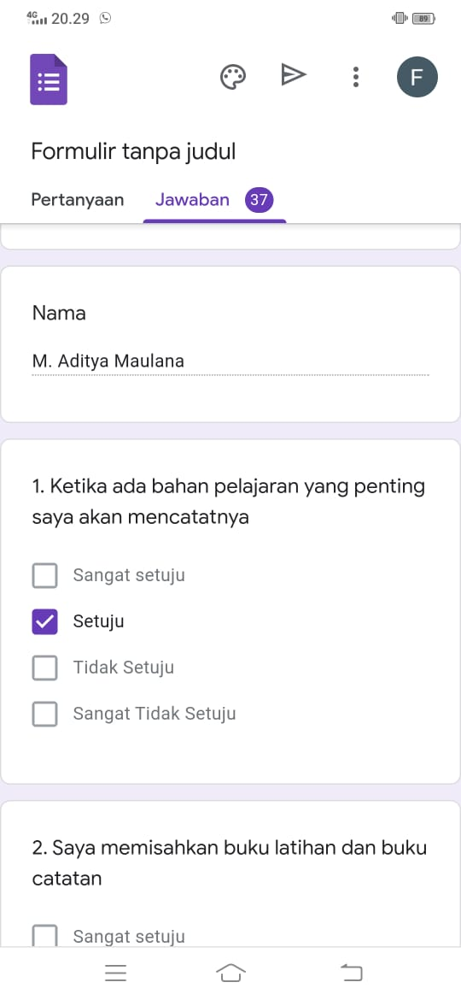 4G 20.29 89
F
Formulir tanpa judul
Pertanyaan Jawaban 37
Nama
M. Aditya Maulana
1. Ketika ada bahan pelajaran yang penting
saya akan mencatatnya
Sangat setuju
Setuju
Tidak Setuju
Sangat Tidak Setuju
2. Saya memisahkan buku latihan dan buku
catatan
Sangat setuju